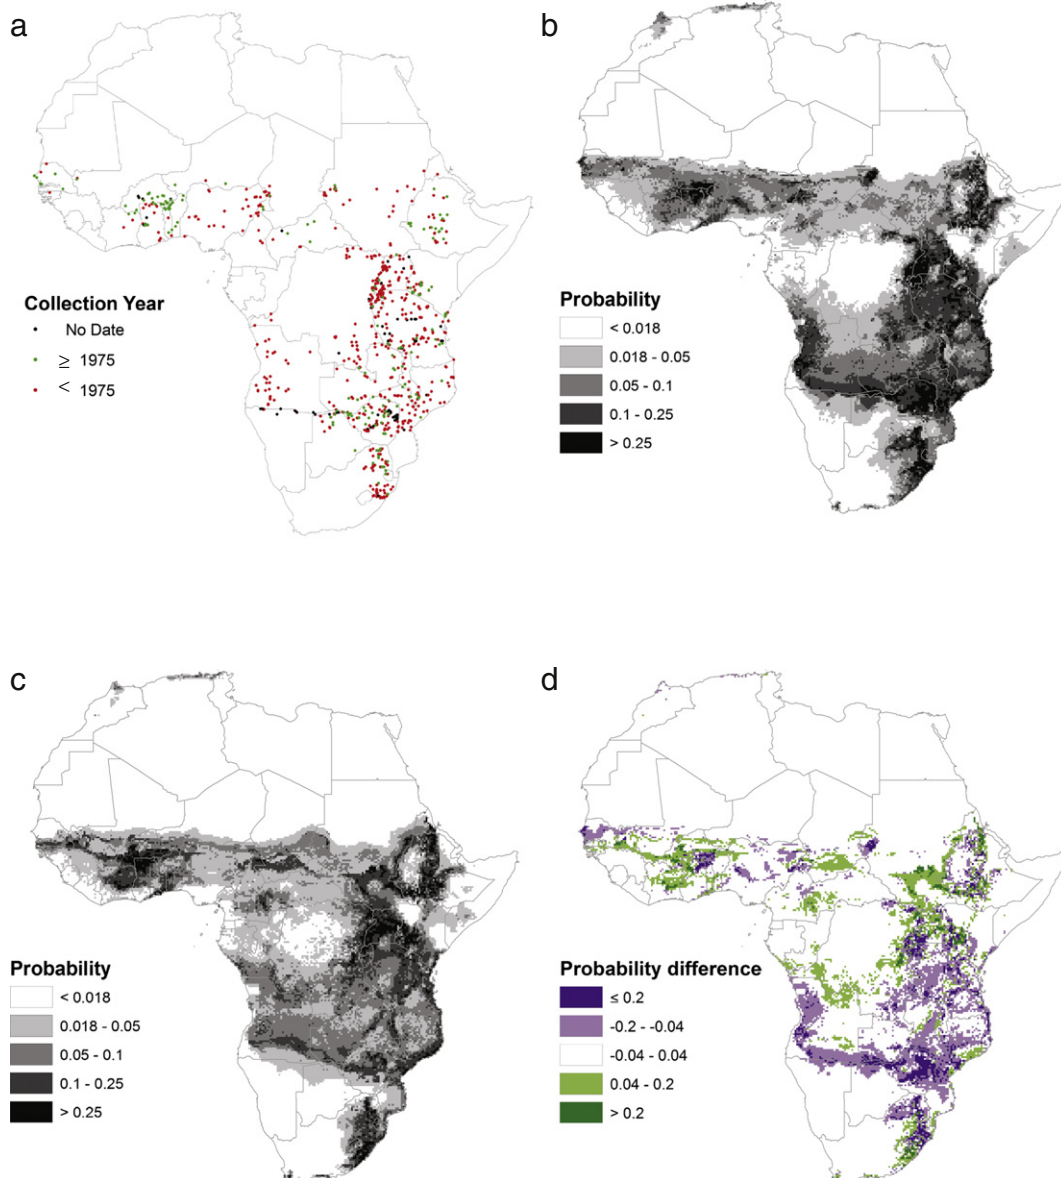 a
Collection Year
No Date
≥ 1975
< 1975
b
Probability
< 0.018
0.018 - 0.05
0.05 - 0.1
0.1 - 0.25
> 0.25
c
Probability
< 0.018
0.018 - 0.05
0.05 - 0.1
0.1 - 0.25
> 0.25
d
Probability difference
≤ 0.2
-0.2 - -0.04
-0.04 - 0.04
0.04 - 0.2
> 0.2